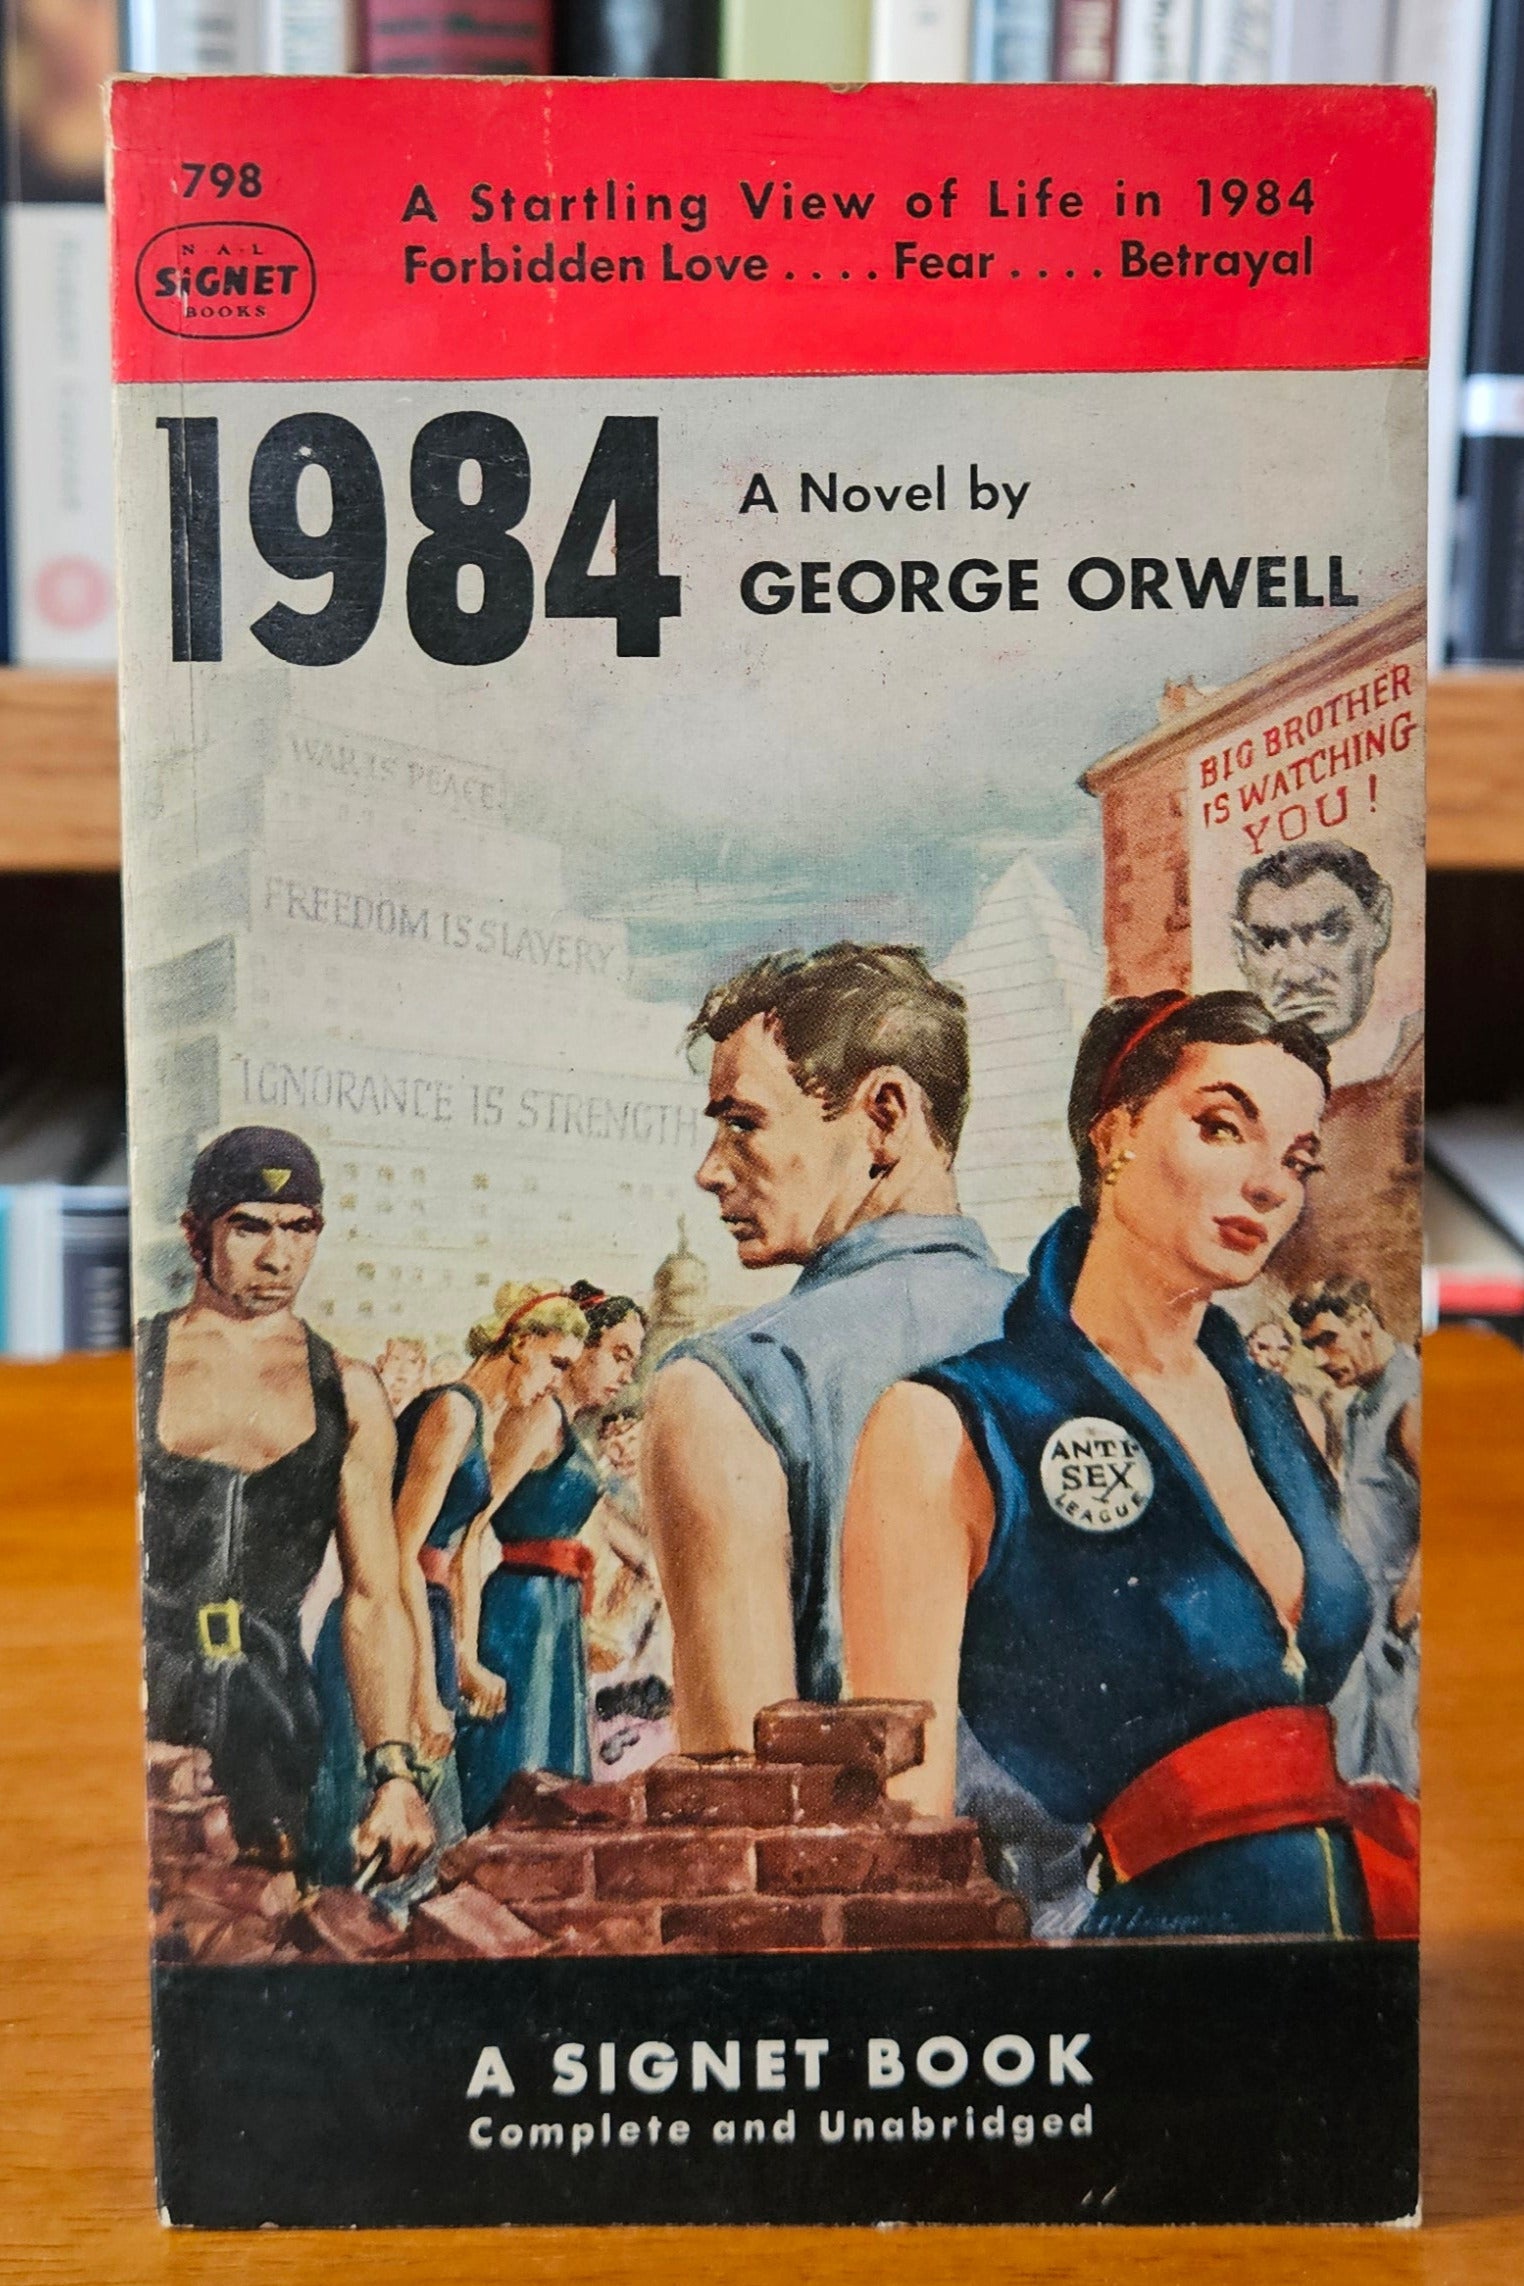 798
N·A·L
SIGNET
BOOKS
A Startling View of Life in 1984
Forbidden Love .... Fear .... Betrayal
1984
A Novel by
GEORGE ORWELL
BIG BROTHER
IS WATCHING
YOU!
WAR IS PEACE
FREEDOM IS SLAVERY
IGNORANCE IS STRENGTH
ANTI-
SEX
LEAGUE
A SIGNET BOOK
Complete and Unabridged